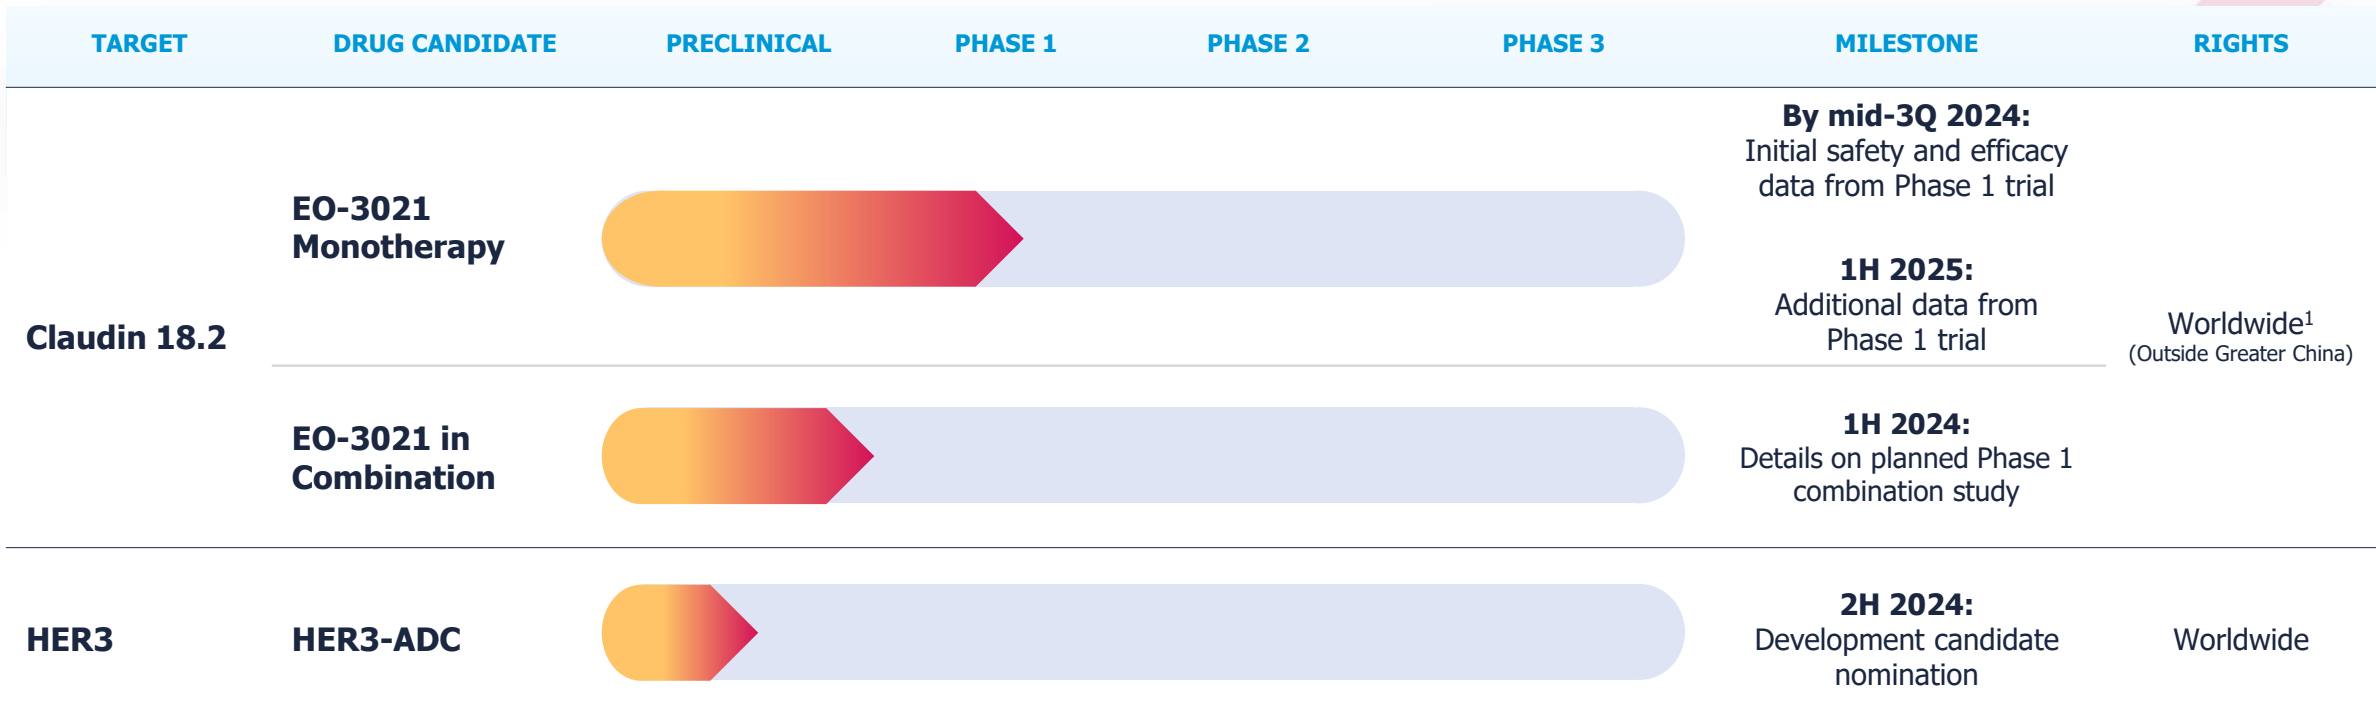 TARGET DRUG CANDIDATE PRECLINICAL PHASE 1 PHASE 2 PHASE 3 MILESTONE RIGHTS
Claudin 18.2
EO-3021
Monotherapy
By mid-3Q 2024:
Initial safety and efficacy
data from Phase 1 trial
1H 2025:
Additional data from
Phase 1 trial
EO-3021 in
Combination
1H 2024:
Details on planned Phase 1
combination study
Worldwide¹
(Outside Greater China)
HER3
HER3-ADC
2H 2024:
Development candidate
nomination
Worldwide